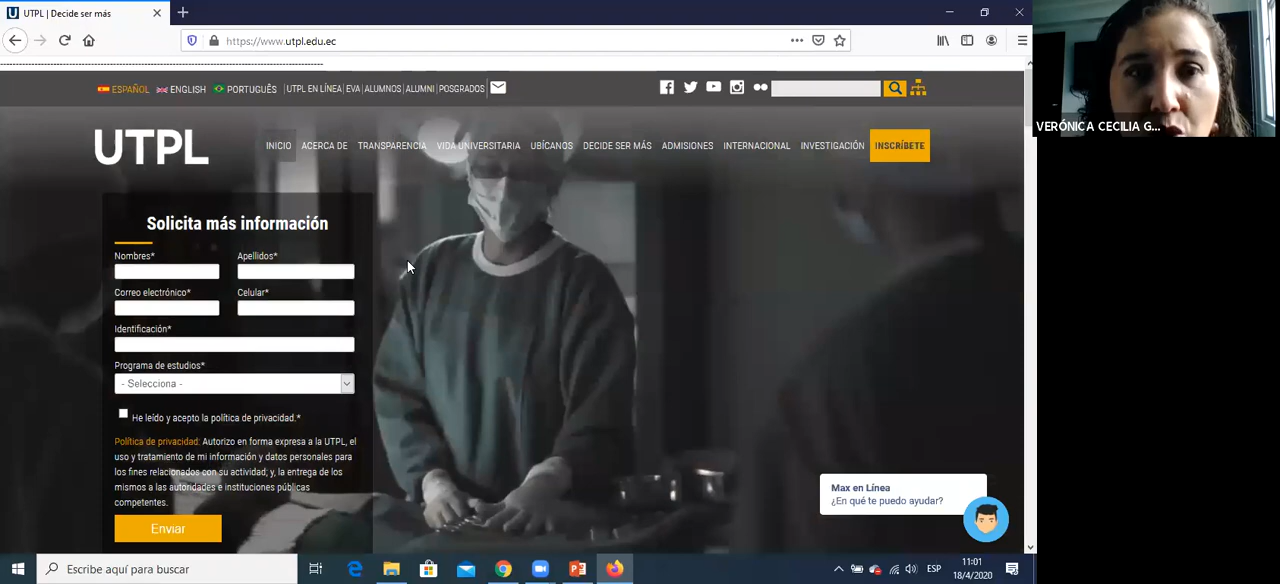 UTPL | Decide ser más
https://www.utpl.edu.ec
ESPAÑOL ENGLISH PORTUGUÊS | UTPL EN LÍNEA | EVA | ALUMNOS | ALUMNI | POSGRADOS
UTPL
INICIO ACERCA DE TRANSPARENCIA VIDA UNIVERSITARIA UBÍCANOS DECIDE SER MÁS ADMISIONES INTERNACIONAL INVESTIGACIÓN INSCRÍBETE
Solicita más información
Nombres* Apellidos*
Correo electrónico* Celular*
Identificación*
Programa de estudios*
- Selecciona -
He leído y acepto la política de privacidad.*
Política de privacidad: Autorizo en forma expresa a la UTPL, el
uso y tratamiento de mi información y datos personales para
los fines relacionados con su actividad; y, la entrega de los
mismos a las autoridades e instituciones públicas
competentes.
Enviar
Max en Línea
¿En qué te puedo ayudar?
VERÓNICA CECILIA G...
Escribe aquí para buscar
ESP
11:01
18/4/2020